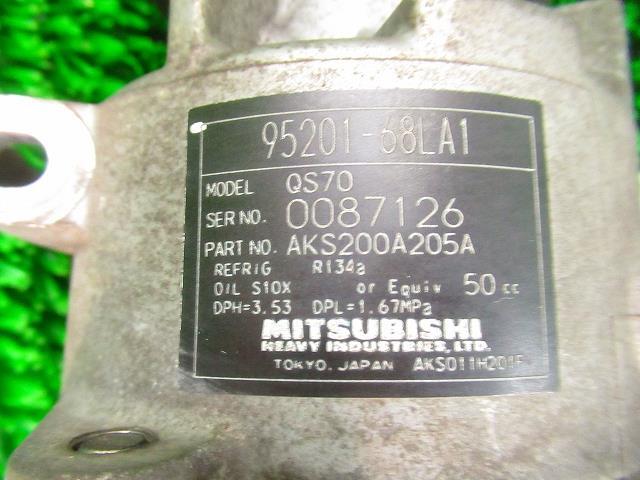 95201-68LA1
MODEL QS70
SER NO. 0087126
PART NO. AKS200A205A
REFRIG R134a
OIL S10X or Equiv 50 cc
DPH=3.53 DPL=1.67MPa
MITSUBISHI
HEAVY INDUSTRIES, LTD.
TOKYO, JAPAN AKS011H201F